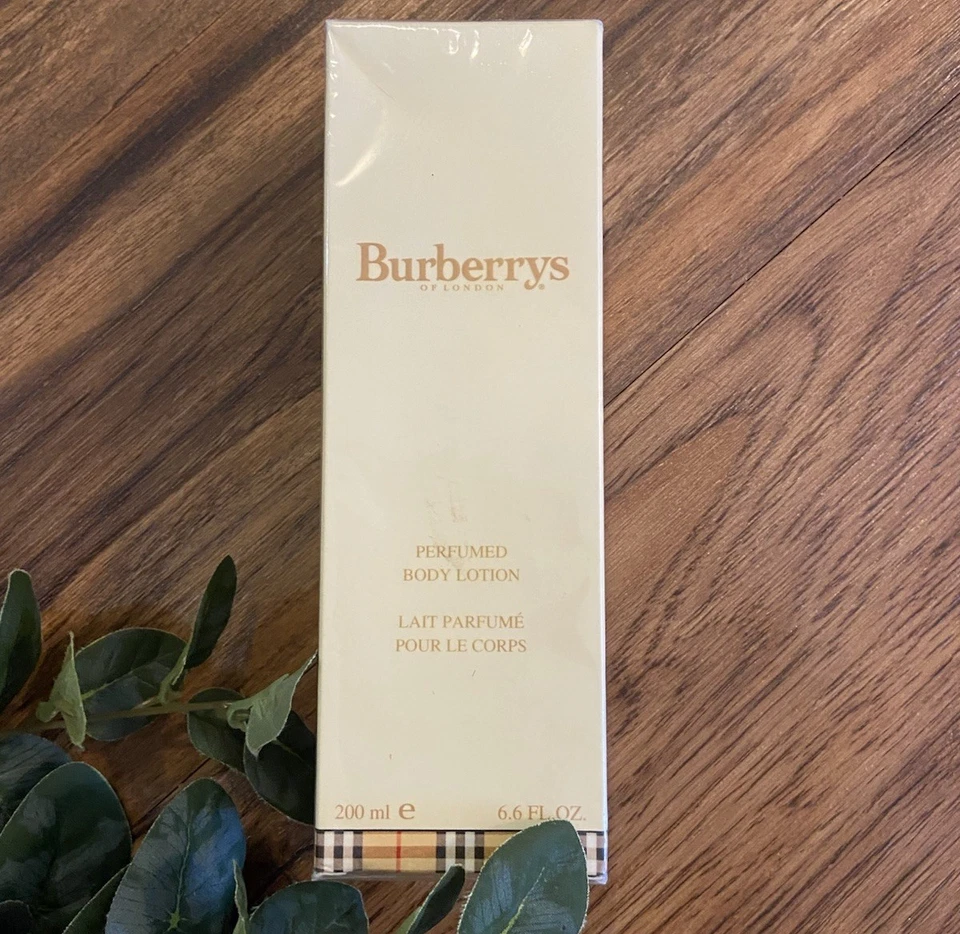 Burberrys
OF LONDON®
PERFUMED
BODY LOTION
LAIT PARFUMÉ
POUR LE CORPS
200 ml ℮ 6.6 FL.OZ.